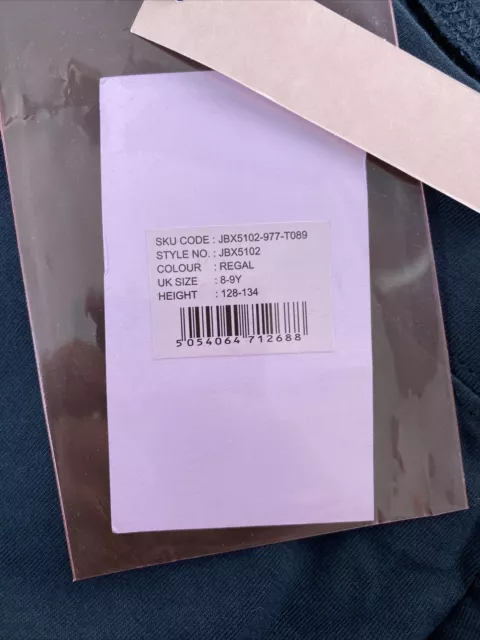 SKU CODE : JBX5102-977-T089
STYLE NO. : JBX5102
COLOUR : REGAL
UK SIZE : 8-9Y
HEIGHT : 128-134
5 054064 712688